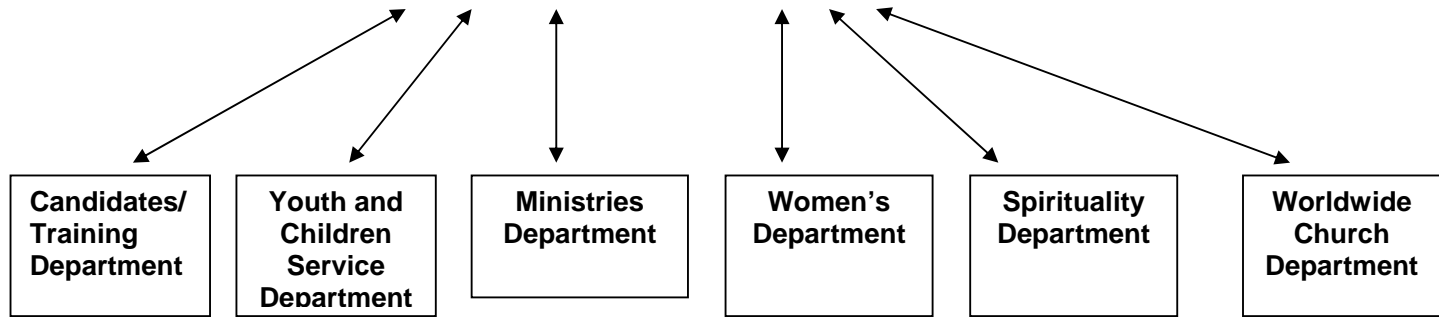 Candidates/
Training
Department
Youth and
Children
Service
Department
Ministries
Department
Women's
Department
Spirituality
Department
Worldwide
Church
Department